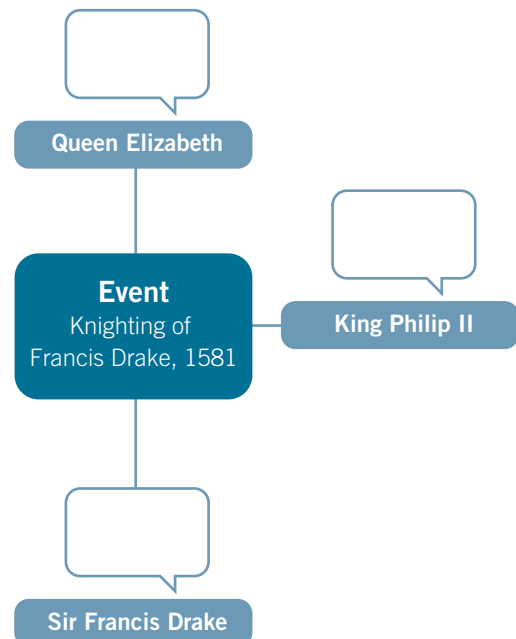 Queen Elizabeth
Event
Knighting of
Francis Drake, 1581
King Philip II
Sir Francis Drake